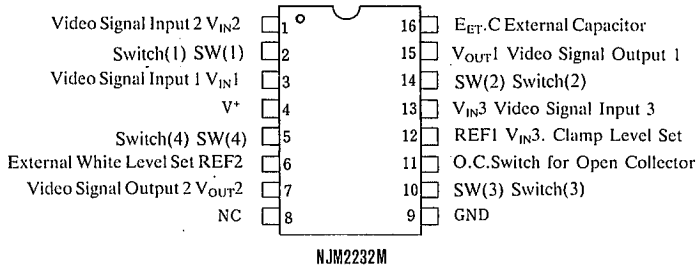 Video Signal Input 2 VIN2 1 16 EET.C External Capacitor
Switch(1) SW(1) 2 15 VOUT1 Video Signal Output 1
Video Signal Input 1 VIN1 3 14 SW(2) Switch(2)
V+ 4 13 VIN3 Video Signal Input 3
Switch(4) SW(4) 5 12 REF1 VIN3. Clamp Level Set
External White Level Set REF2 6 11 O.C.Switch for Open Collector
Video Signal Output 2 VOUT2 7 10 SW(3) Switch(3)
NC 8 9 GND
NJM2232M